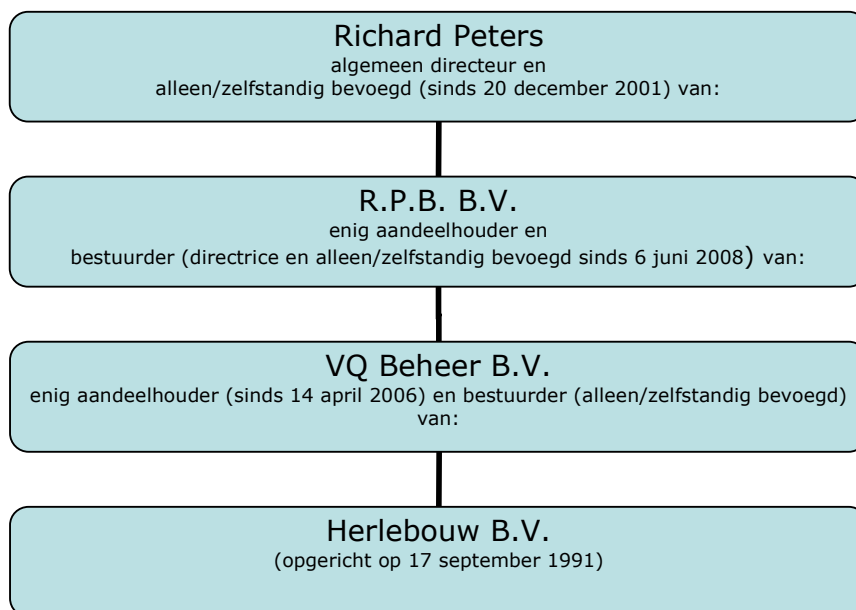 Richard Peters
algemeen directeur en
alleen/zelfstandig bevoegd (sinds 20 december 2001) van:
R.P.B. B.V.
enig aandeelhouder en
bestuurder (directrice en alleen/zelfstandig bevoegd sinds 6 juni 2008) van:
VQ Beheer B.V.
enig aandeelhouder (sinds 14 april 2006) en bestuurder (alleen/zelfstandig bevoegd)
van:
Herlebouw B.V.
(opgericht op 17 september 1991)